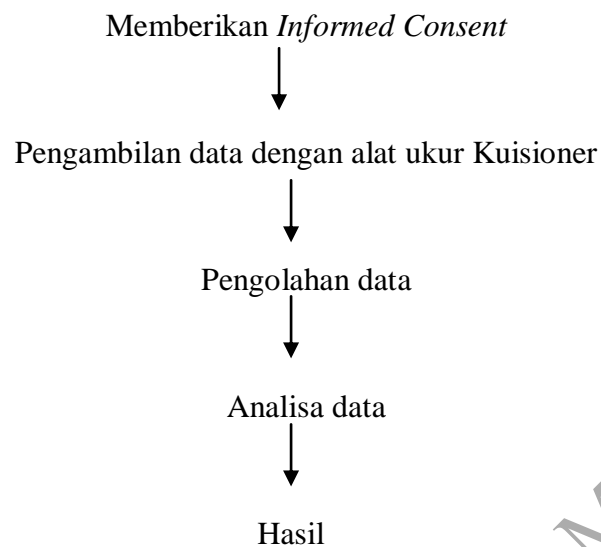 Memberikan Informed Consent
Pengambilan data dengan alat ukur Kuisioner
Pengolahan data
Analisa data
Hasil